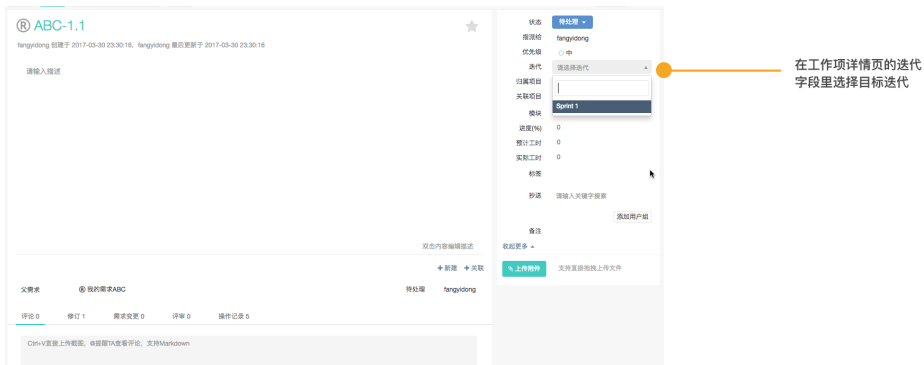 ® ABC-1.1
fangyidong 创建于 2017-03-30 23:30:16, fangyidong 最后更新于 2017-03-30 23:30:16
请输入描述
双击内容编辑描述
+新建 +关联
父需求 ® 我的需求ABC 待处理 fangyidong
评论 0 修订 1 需求变更 0 评审 0 操作记录 5
Ctrl+V直接上传截图，@提醒TA查看评论，支持Markdown
状态 待处理
指派给 fangyidong
优先级 中
迭代 请选择迭代
归属项目
关联项目
Sprint 1
模块
进度(%) 0
预计工时 0
实际工时 0
标签
抄送 请输入关键字搜索
添加用户组
备注
收起更多
上传附件 支持直接拖拽上传文件
在工作项详情页的迭代
字段里选择目标迭代